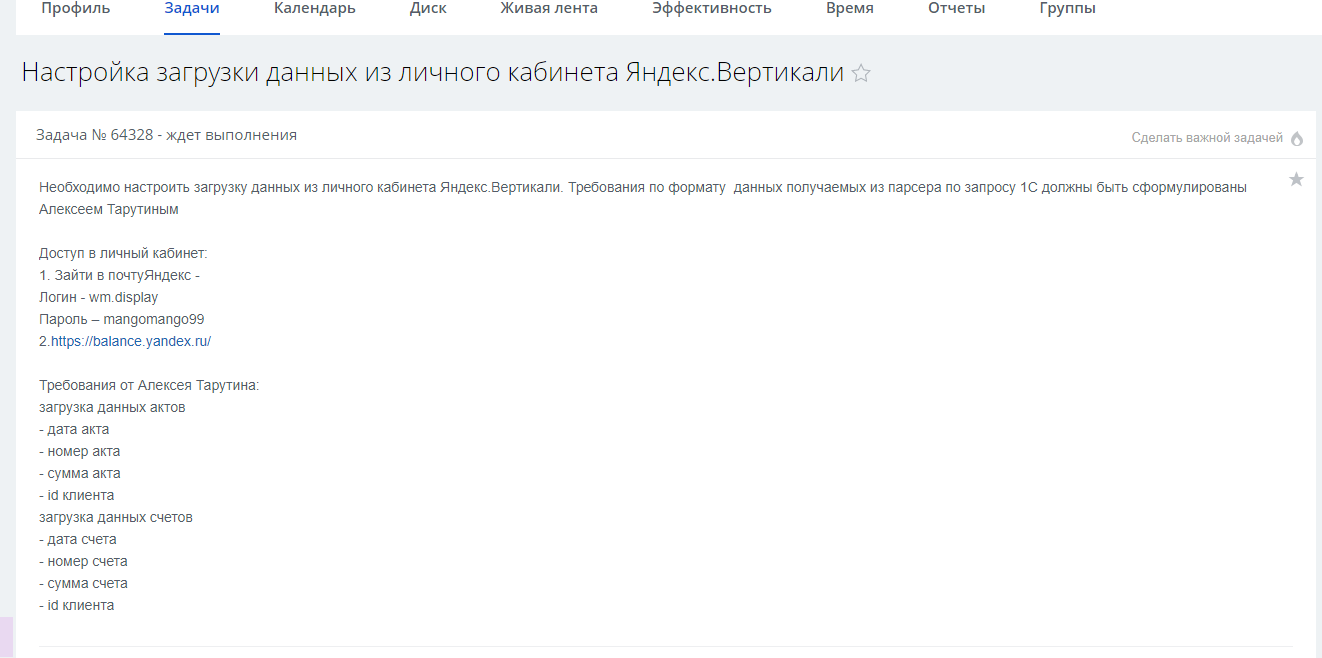 Профиль Задачи Календарь Диск Живая лента Эффективность Время Отчеты Группы
Настройка загрузки данных из личного кабинета Яндекс.Вертикали
Задача № 64328 - ждет выполнения
Сделать важной задачей
Необходимо настроить загрузку данных из личного кабинета Яндекс.Вертикали. Требования по формату данных получаемых из парсера по запросу 1С должны быть сформулированы
Алексеем Тарутиным
Доступ в личный кабинет:
1. Зайти в почтуЯндекс -
Логин - wm.display
Пароль – mangomango99
2.https://balance.yandex.ru/
Требования от Алексея Тарутина:
загрузка данных актов
- дата акта
- номер акта
- сумма акта
- id клиента
загрузка данных счетов
- дата счета
- номер счета
- сумма счета
- id клиента